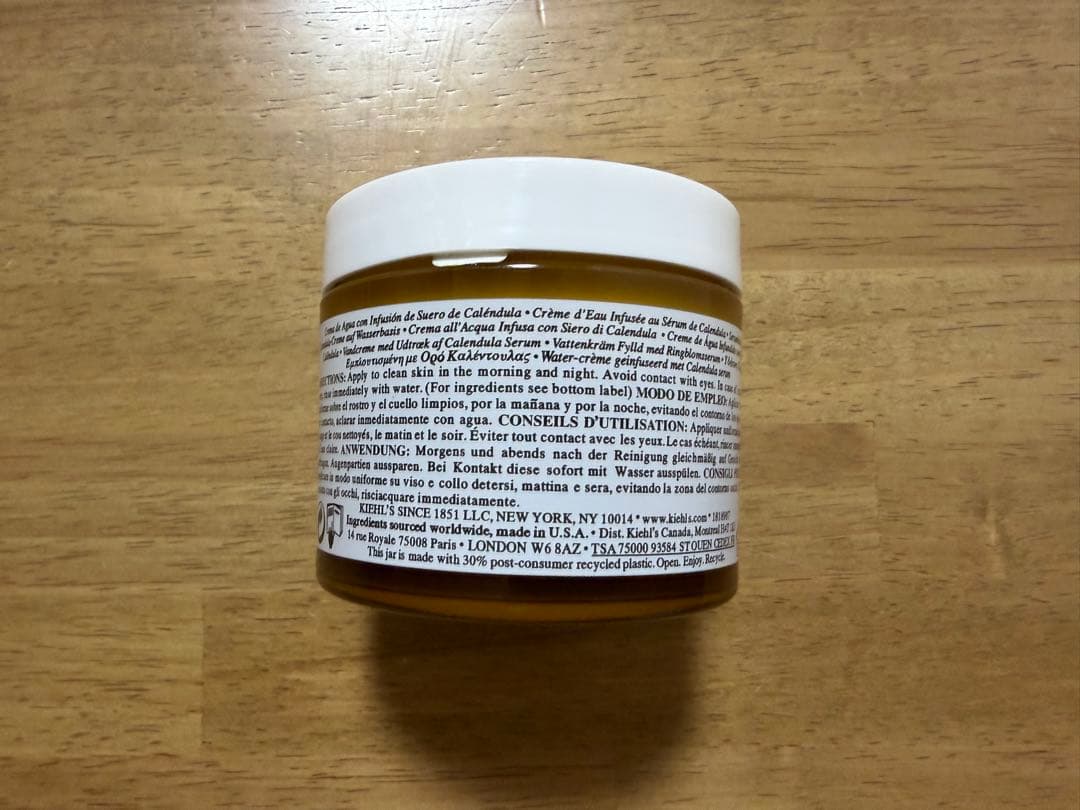 Crema de Agua con Infusión de Suero de Caléndula • Crème d'Eau Infusée au Sérum de Calendula •
Creme auf Wasserbasis • Crema all'Acqua Infusa con Siero di Calendula • Creme de Água
• Vandcreme med Udtræk af Calendula Serum • Vattenkräm Fylld med Ringblomsserum •
Εμπλουτισμένη με Ορό Καλέντουλας • Water-crème geïnfuseerd met Calendula serum
Apply to clean skin in the morning and night. Avoid contact with eyes. In case of
immediately with water. (For ingredients see bottom label) MODO DE EMPLEO:
sobre el rostro y el cuello limpios, por la mañana y por la noche, evitando el contorno de
aclarar inmediatamente con agua. CONSEILS D'UTILISATION: Appliquer
et le cou nettoyés, le matin et le soir. Éviter tout contact avec les yeux. Le cas échéant, rincer
claire. ANWENDUNG: Morgens und abends nach der Reinigung gleichmäßig auf
Augenpartien aussparen. Bei Kontakt diese sofort mit Wasser ausspülen. CONSIGLI
in modo uniforme su viso e collo detersi, mattina e sera, evitando la zona del contorno
con gli occhi, risciacquare immediatamente.
KIEHL'S SINCE 1851 LLC, NEW YORK, NY 10014 • www.kiehls.com •
Ingredients sourced worldwide, made in U.S.A. • Dist. Kiehl's Canada, Montreal
14 rue Royale 75008 Paris • LONDON W6 8AZ • TSA 75000 93584 ST OUEN CEDEX
This jar is made with 30% post-consumer recycled plastic. Open. Enjoy. Recycle.